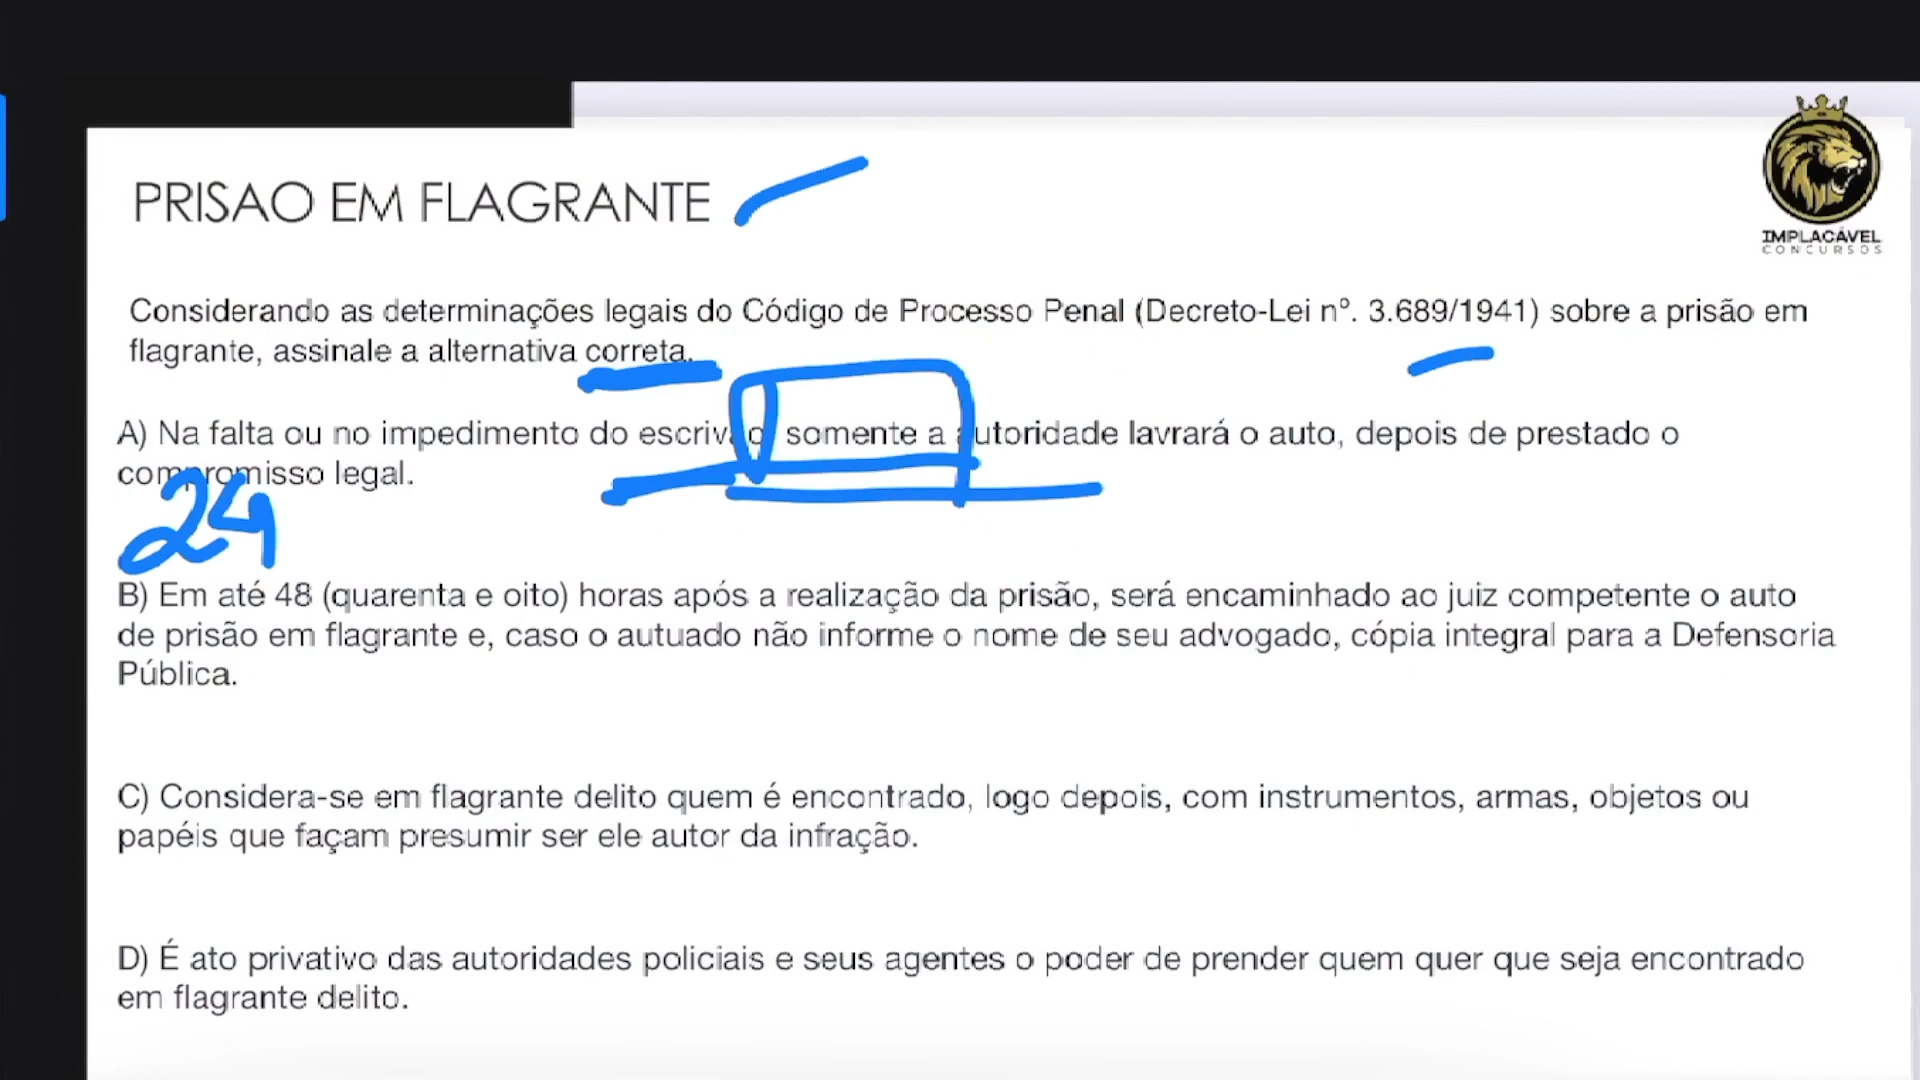 PRISAO EM FLAGRANTE
IMPLACÁVEL
CONCURSOS
Considerando as determinações legais do Código de Processo Penal (Decreto-Lei nº. 3.689/1941) sobre a prisão em
flagrante, assinale a alternativa correta.
A) Na falta ou no impedimento do escrivão, somente a autoridade lavrará o auto, depois de prestado o
compromisso legal.
24
B) Em até 48 (quarenta e oito) horas após a realização da prisão, será encaminhado ao juiz competente o auto
de prisão em flagrante e, caso o autuado não informe o nome de seu advogado, cópia integral para a Defensoria
Pública.
C) Considera-se em flagrante delito quem é encontrado, logo depois, com instrumentos, armas, objetos ou
papéis que façam presumir ser ele autor da infração.
D) É ato privativo das autoridades policiais e seus agentes o poder de prender quem quer que seja encontrado
em flagrante delito.